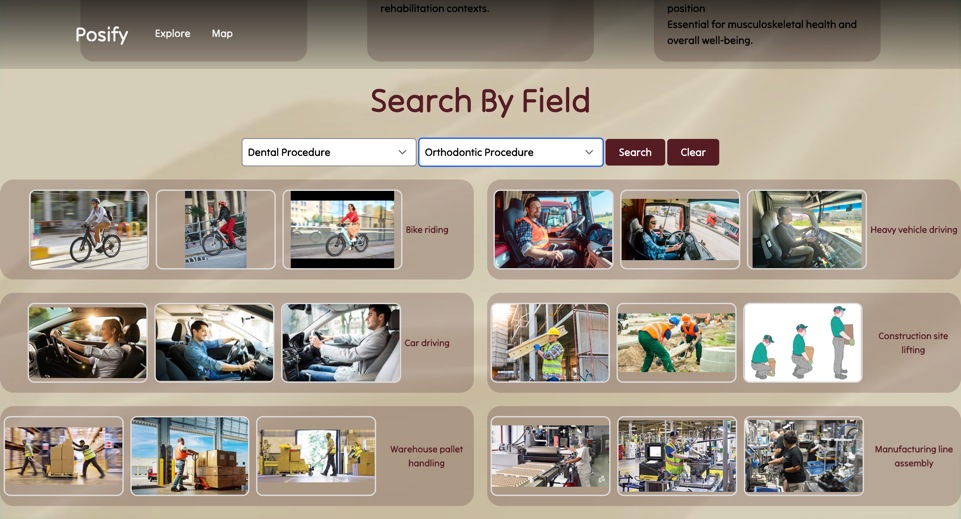 rehabilitation contexts.
position
Essential for musculoskeletal health and
overall well-being.
Posify
Explore
Map
Search By Field
Dental Procedure
Orthodontic Procedure
Search
Clear
Bike riding
Heavy vehicle driving
Car driving
Construction site
lifting
Warehouse pallet
handling
Manufacturing line
assembly